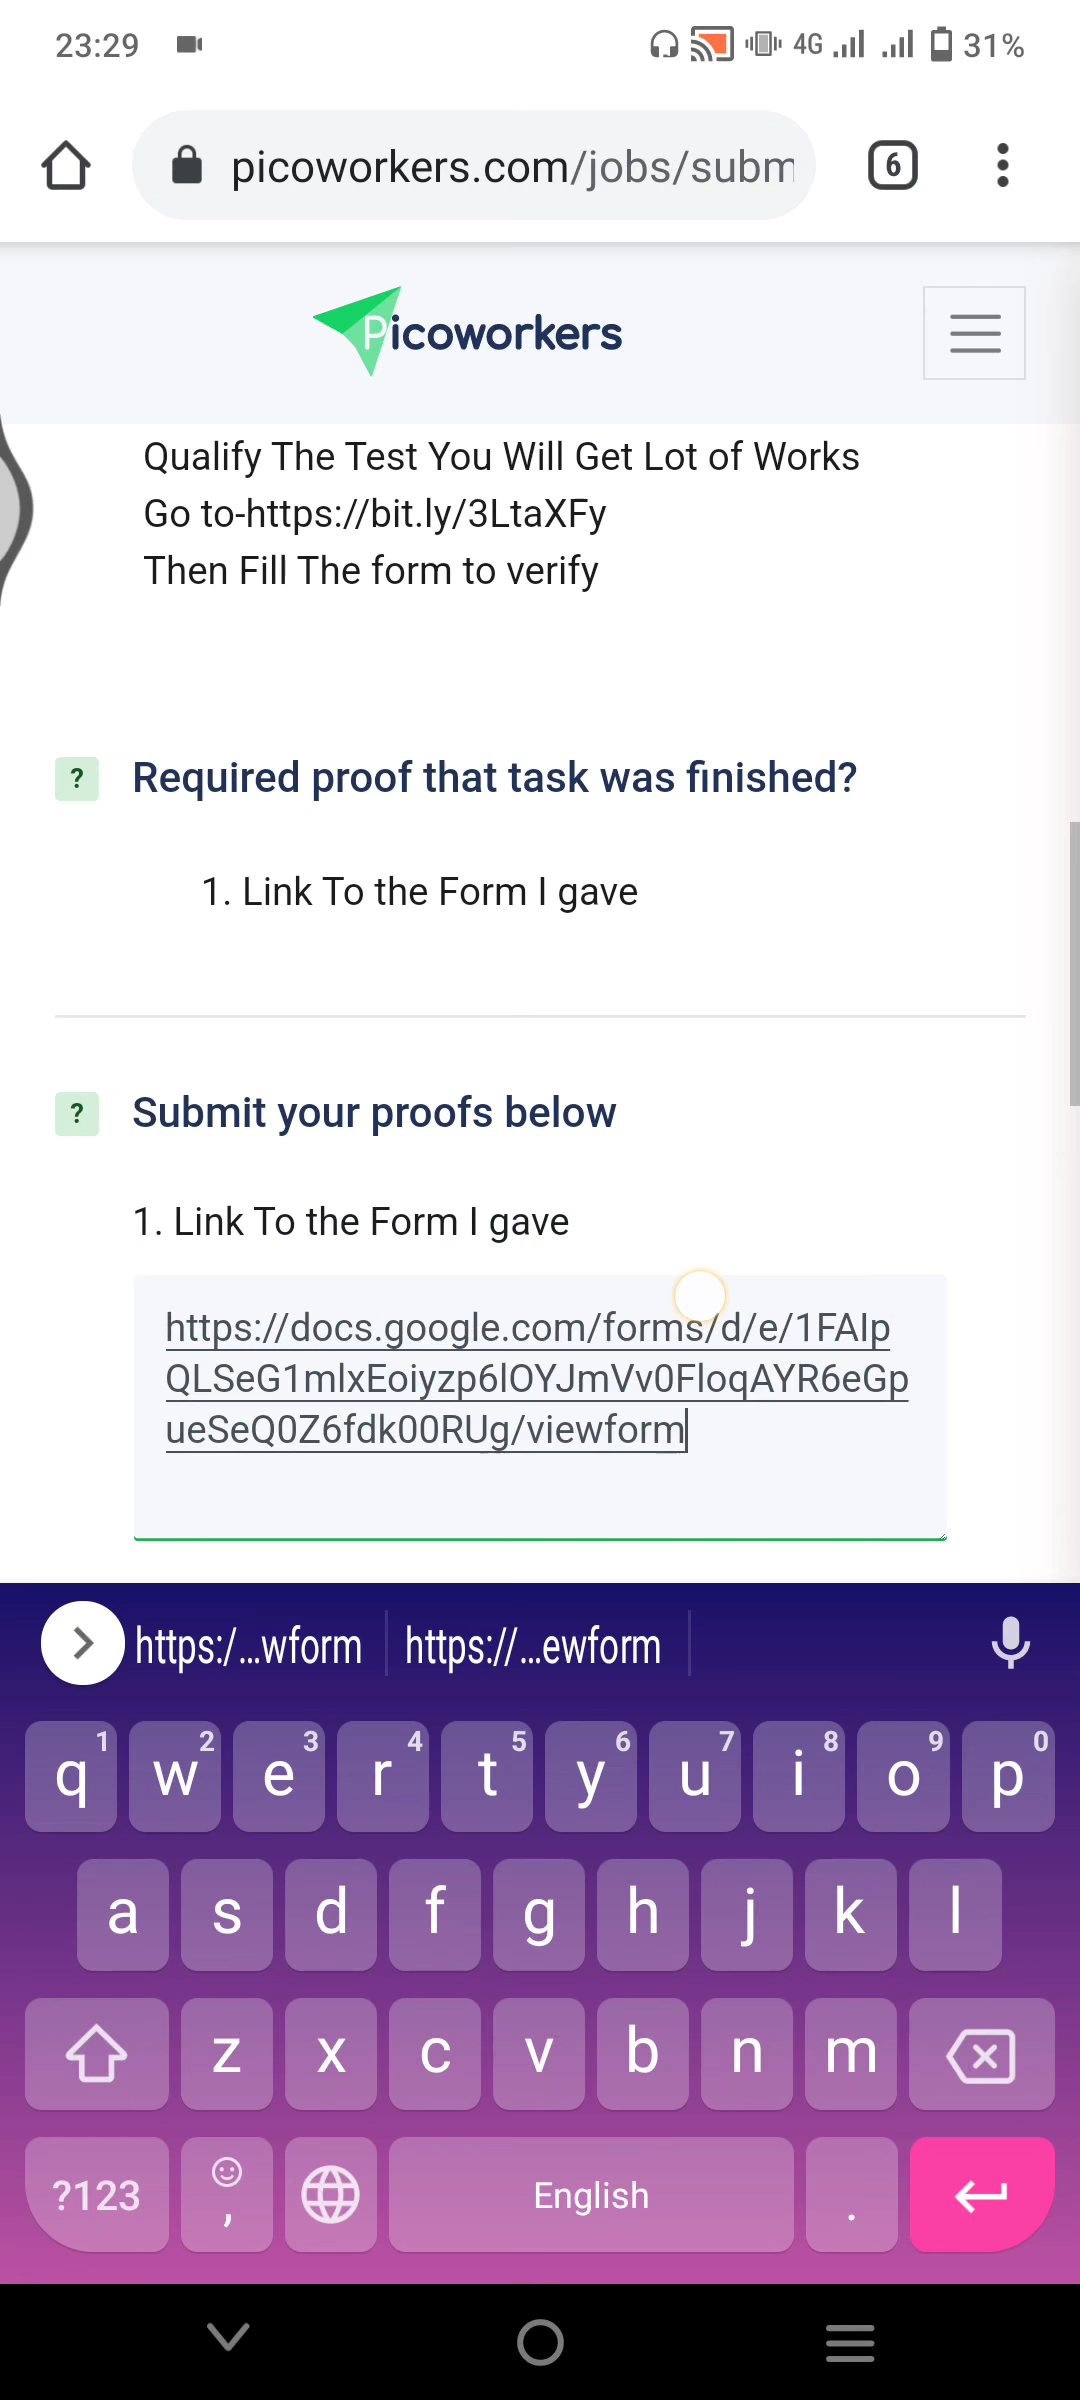 23:29
4G
31%
picoworkers.com/jobs/subm
6
Picoworkers
Qualify The Test You Will Get Lot of Works
Go to-https://bit.ly/3LtaXFy
Then Fill The form to verify
? Required proof that task was finished?
1. Link To the Form I gave
? Submit your proofs below
1. Link To the Form I gave
https://docs.google.com/forms/d/e/1FAIp
QLSeG1mlxEoiyzp6lOYJmVv0FloqAYR6eGp
ueSeQ0Z6fdk00RUg/viewform
https:/...wform
https://...ewform
q 1 w 2 e 3 r 4 t 5 y 6 u 7 i 8 o 9 p 0
a s d f g h j k l
z x c v b n m
?123 , English .